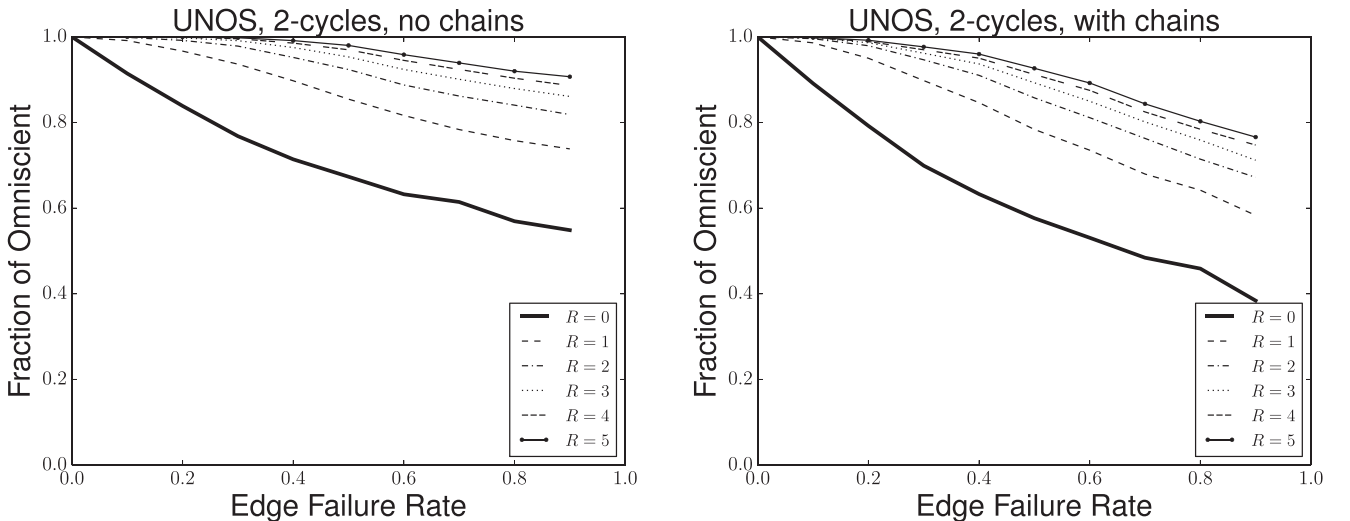 UNOS, 2-cycles, no chains
Fraction of Omniscient
1.0
0.8
0.6
0.4
0.2
0.0
0.0 0.2 0.4 0.6 0.8 1.0
Edge Failure Rate
R = 0
R = 1
R = 2
R = 3
R = 4
R = 5
UNOS, 2-cycles, with chains
Fraction of Omniscient
1.0
0.8
0.6
0.4
0.2
0.0
0.0 0.2 0.4 0.6 0.8 1.0
Edge Failure Rate
R = 0
R = 1
R = 2
R = 3
R = 4
R = 5